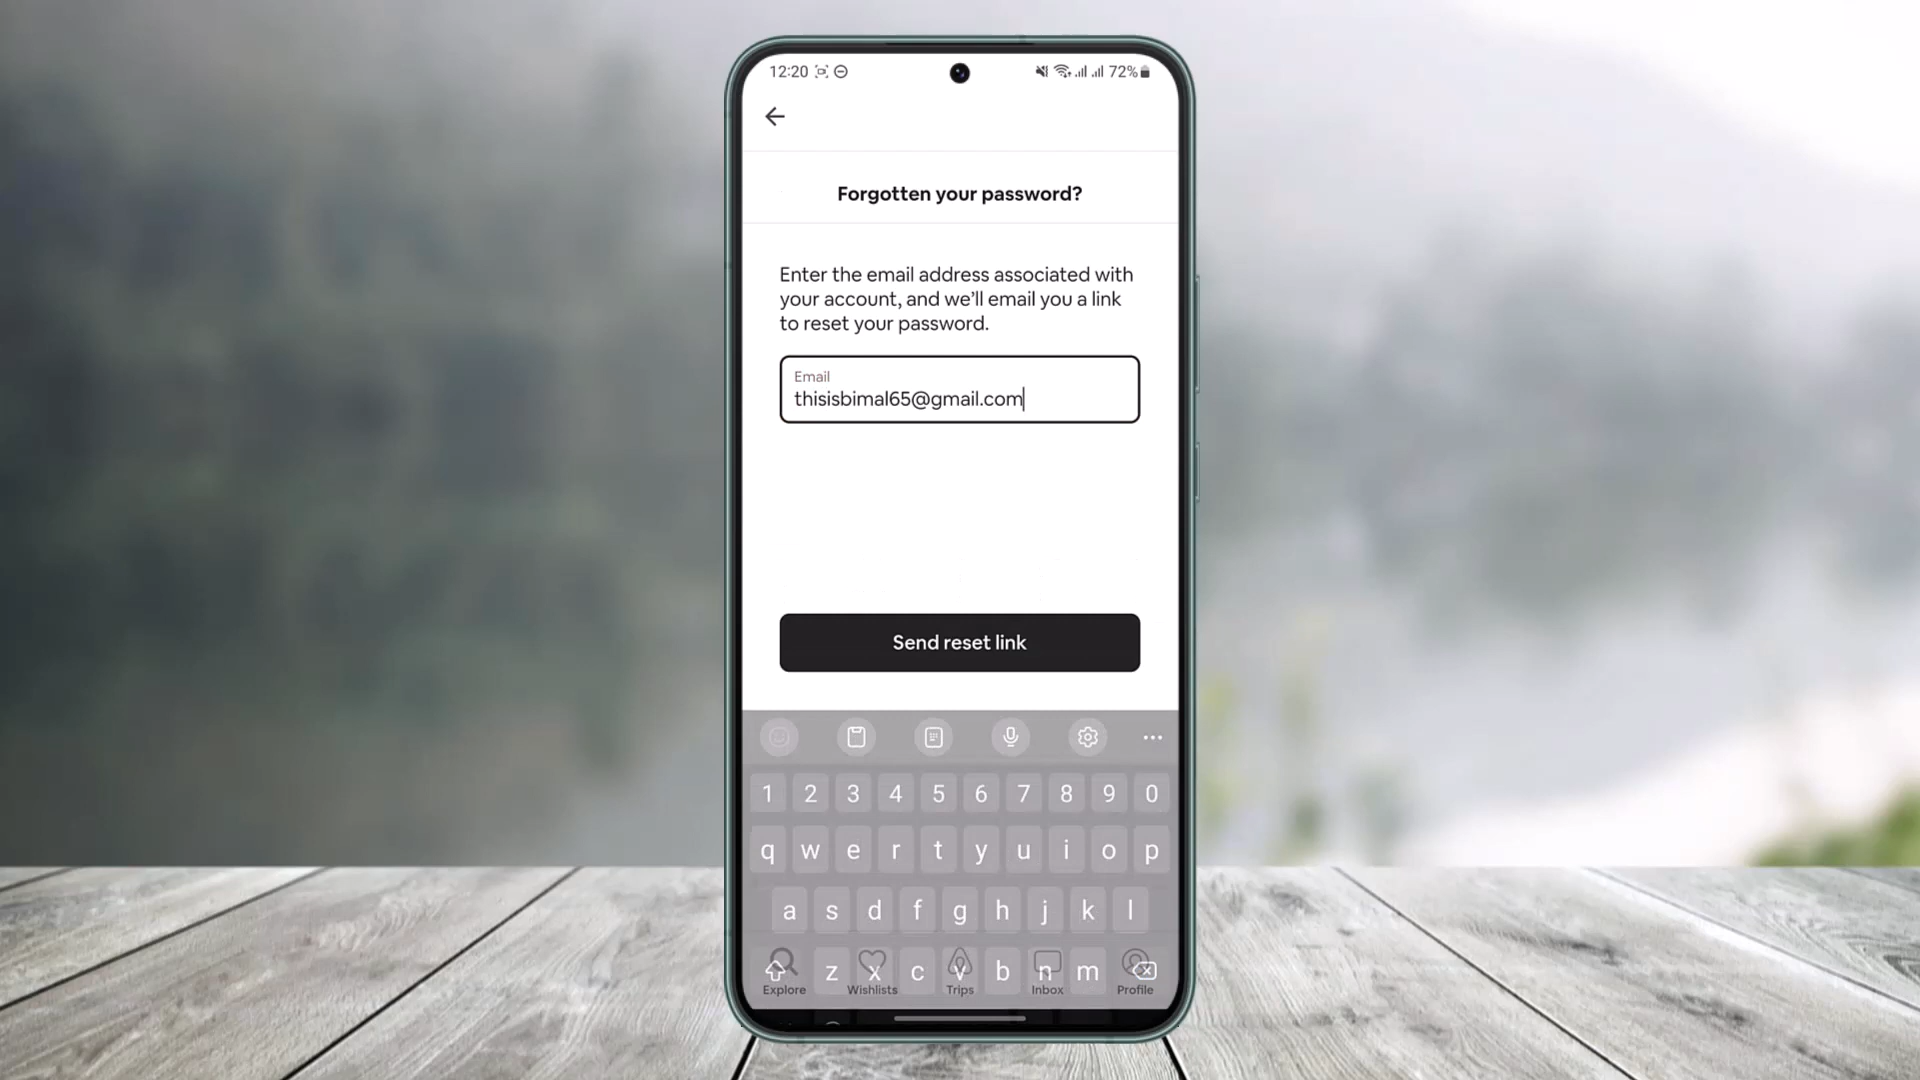 12:20 72%
Forgotten your password?
Enter the email address associated with
your account, and we'll email you a link
to reset your password.
Email
thisisbimal65@gmail.com
Send reset link
1 2 3 4 5 6 7 8 9 0
q w e r t y u i o p
a s d f g h j k l
z x c v b n m
Explore Wishlists Trips Inbox Profile